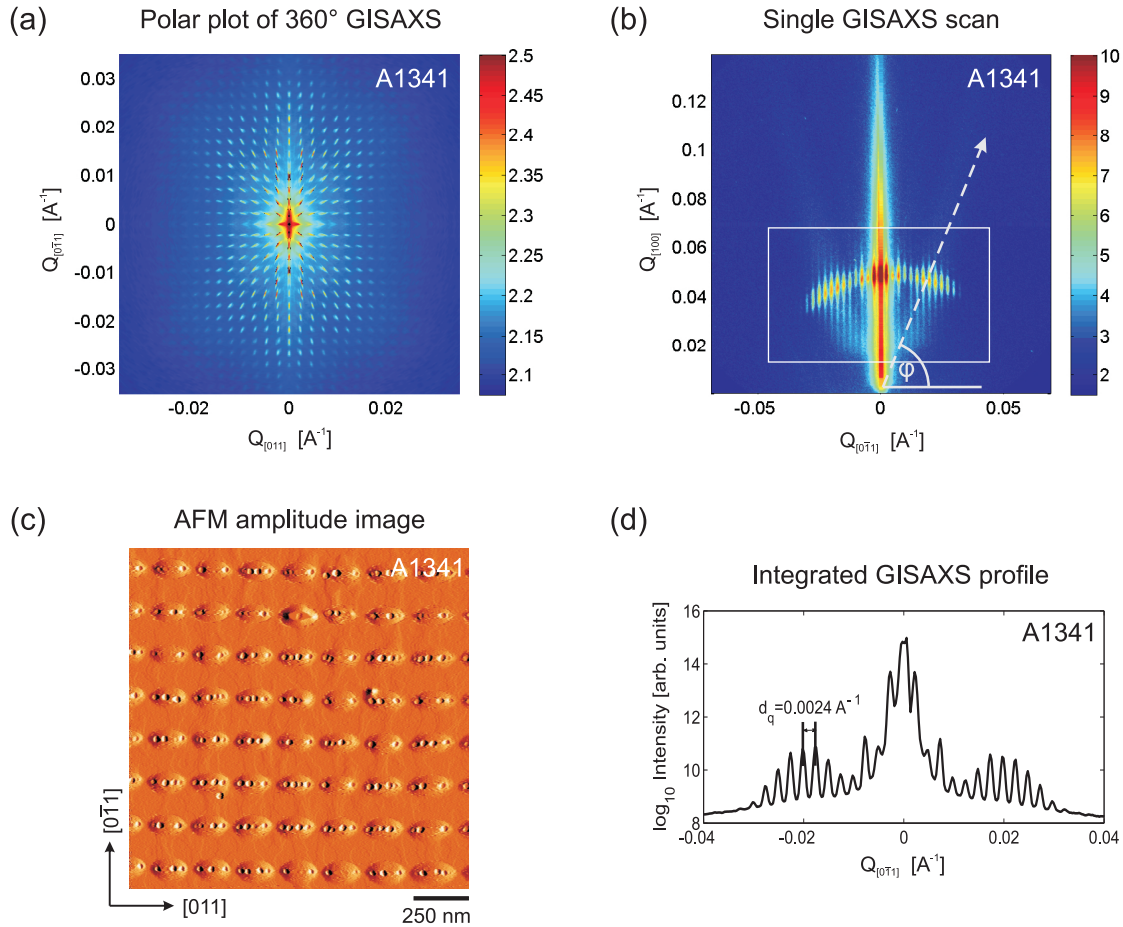 (a) Polar plot of 360° GISAXS
A1341
0.03
0.02
0.01
0
-0.01
-0.02
-0.03
Q[01̅1] [A⁻¹]
-0.02 0 0.02
Q[011] [A⁻¹]
2.5
2.45
2.4
2.35
2.3
2.25
2.2
2.15
2.1
(b) Single GISAXS scan
A1341
0.12
0.1
0.08
0.06
0.04
0.02
Q[100] [A⁻¹]
φ
-0.05 0 0.05
Q[01̅1] [A⁻¹]
10
9
8
7
6
5
4
3
2
(c) AFM amplitude image
A1341
[01̅1]
[011]
250 nm
(d) Integrated GISAXS profile
A1341
16
14
12
10
8
log₁₀ Intensity [arb. units]
d_q=0.0024 A⁻¹
-0.04 -0.02 0 0.02 0.04
Q[01̅1] [A⁻¹]